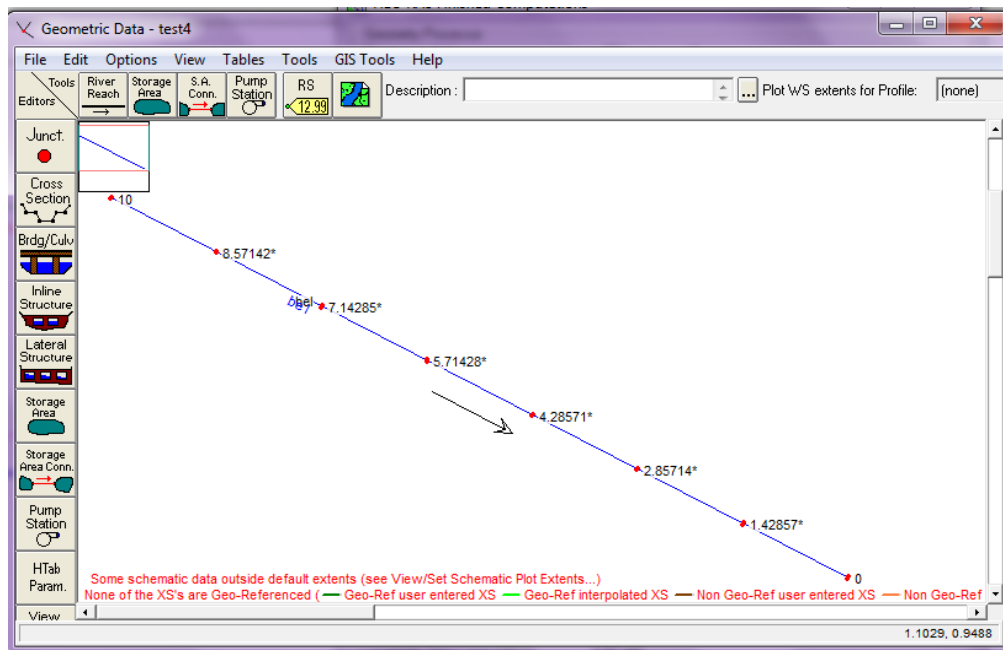 Geometric Data - test4
File Edit Options View Tables Tools GIS Tools Help
Tools
Editors
River
Reach
Storage
Area
S.A.
Conn.
Pump
Station
RS
12.99
Description :
...
Plot WS extents for Profile:
(none)
Junct.
Cross
Section
Brdg/Culv
Inline
Structure
Lateral
Structure
Storage
Area
Storage
Area Conn.
Pump
Station
HTab
Param.
View
10
8.57142*
bel
bel
7.14285*
5.71428*
4.28571*
2.85714*
1.42857*
0
Some schematic data outside default extents (see View/Set Schematic Plot Extents...)
None of the XS's are Geo-Referenced ( Geo-Ref user entered XS Geo-Ref interpolated XS Non Geo-Ref user entered XS Non Geo-Ref
1.1029, 0.9488